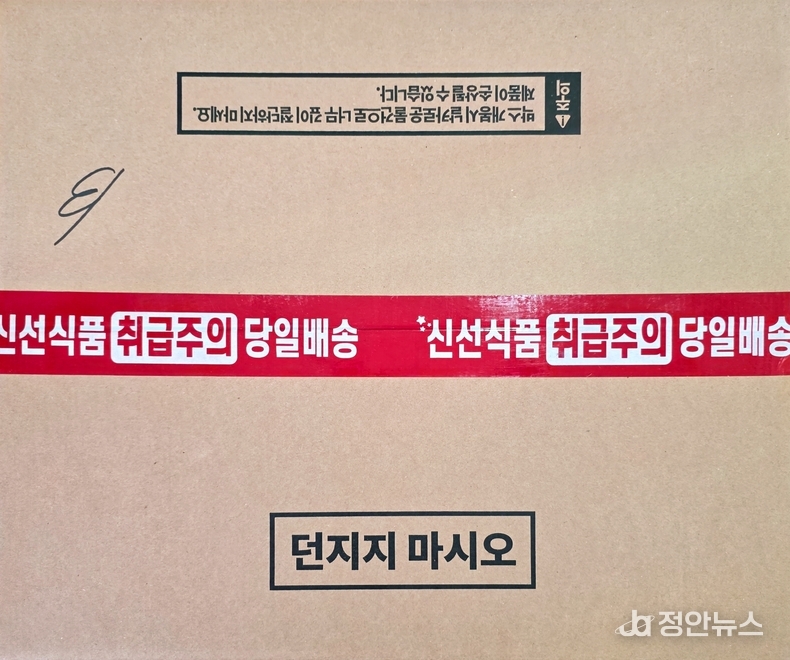 주의
박스 개봉시 날카로운 물건으로 너무 깊이 절단하지 마세요.
제품이 손상될 수 있습니다.
신선식품 취급주의 당일배송 신선식품 취급주의 당일배송
던지지 마시오
정안뉴스